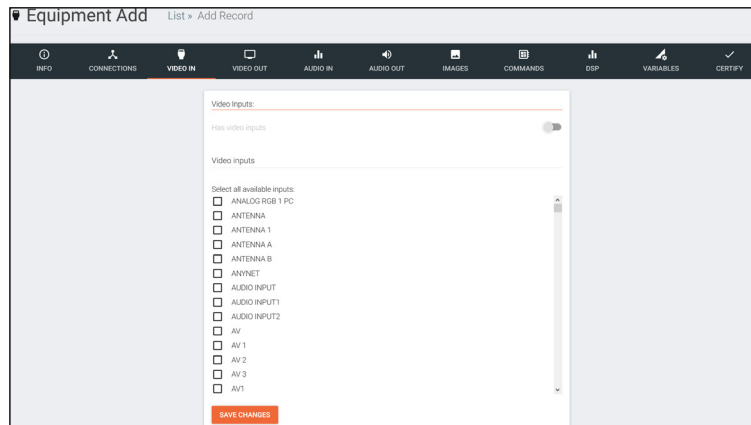 Equipment Add List » Add Record
INFO CONNECTIONS VIDEO IN VIDEO OUT AUDIO IN AUDIO OUT IMAGES COMMANDS DSP VARIABLES CERTIFY
Video Inputs:
Has video inputs
Video inputs
Select all available inputs:
ANALOG RGB 1 PC
ANTENNA
ANTENNA 1
ANTENNA A
ANTENNA B
ANYNET
AUDIO INPUT
AUDIO INPUT1
AUDIO INPUT2
AV
AV 1
AV 2
AV 3
AV1
SAVE CHANGES